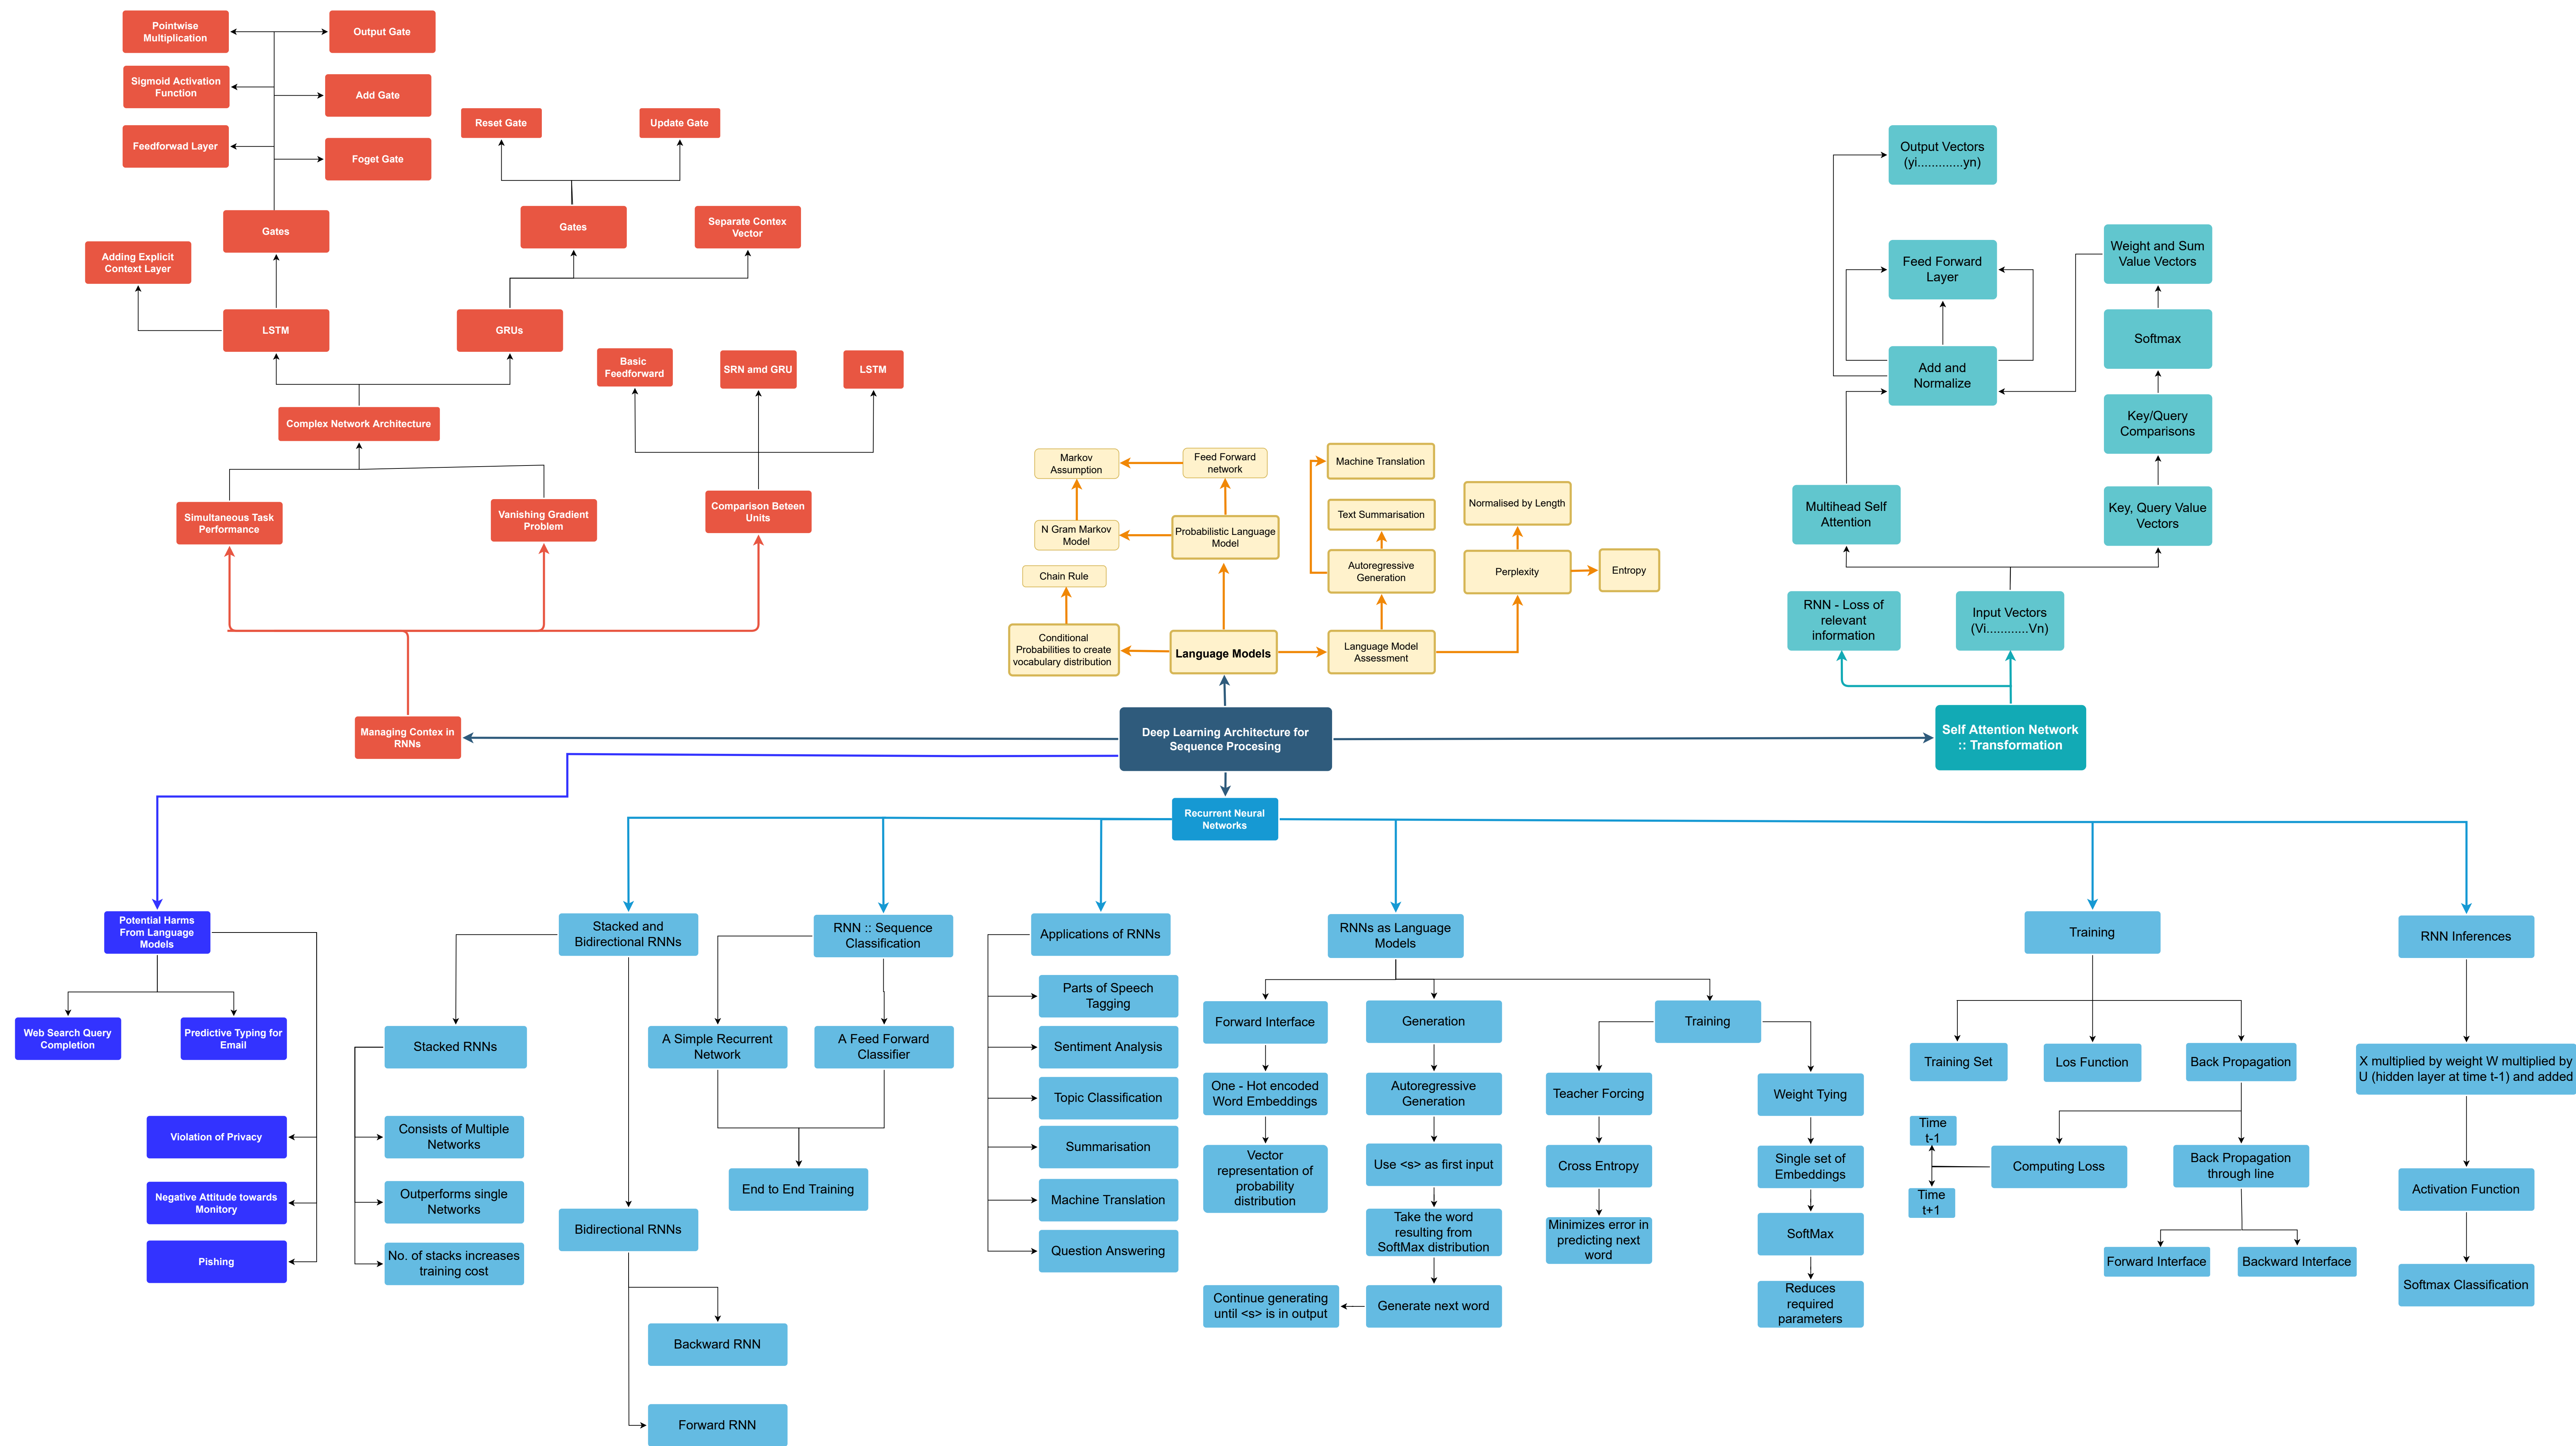 Pointwise
Multiplication
Output Gate
Sigmoid Activation
Function
Add Gate
Feedforwad Layer
Foget Gate
Gates
Adding Explicit
Context Layer
LSTM
Reset Gate
Update Gate
Gates
Separate Contex
Vector
GRUs
Basic
Feedforward
SRN amd GRU
LSTM
Complex Network Architecture
Simultaneous Task
Performance
Vanishing Gradient
Problem
Comparison Beteen
Units
Managing Contex in
RNNs
Markov
Assumption
Feed Forward
network
N Gram Markov
Model
Probabilistic Language
Model
Chain Rule
Conditional
Probabilities to create
vocabulary distribution
Language Models
Machine Translation
Text Summarisation
Autoregressive
Generation
Language Model
Assessment
Normalised by Length
Perplexity
Entropy
Output Vectors
(yi.............yn)
Feed Forward
Layer
Weight and Sum
Value Vectors
Softmax
Add and
Normalize
Key/Query
Comparisons
Multihead Self
Attention
Key, Query Value
Vectors
RNN - Loss of
relevant
information
Input Vectors
(Vi............Vn)
Deep Learning Architecture for
Sequence Procesing
Self Attention Network
:: Transformation
Recurrent Neural
Networks
Potential Harms
From Language
Models
Web Search Query
Completion
Predictive Typing for
Email
Violation of Privacy
Negative Attitude towards
Monitory
Pishing
Stacked and
Bidirectional RNNs
Stacked RNNs
Consists of Multiple
Networks
Outperforms single
Networks
No. of stacks increases
training cost
Bidirectional RNNs
Backward RNN
Forward RNN
RNN :: Sequence
Classification
A Simple Recurrent
Network
A Feed Forward
Classifier
End to End Training
Applications of RNNs
Parts of Speech
Tagging
Sentiment Analysis
Topic Classification
Summarisation
Machine Translation
Question Answering
RNNs as Language
Models
Forward Interface
One - Hot encoded
Word Embeddings
Vector
representation of
probability
distribution
Generation
Autoregressive
Generation
Use <s> as first input
Take the word
resulting from
SoftMax distribution
Generate next word
Continue generating
until <s> is in output
Training
Teacher Forcing
Cross Entropy
Minimizes error in
predicting next
word
Weight Tying
Single set of
Embeddings
SoftMax
Reduces
required
parameters
Training
Training Set
Los Function
Back Propagation
Time
t-1
Computing Loss
Time
t+1
Back Propagation
through line
Forward Interface
Backward Interface
RNN Inferences
X multiplied by weight W multiplied by
U (hidden layer at time t-1) and added
Activation Function
Softmax Classification